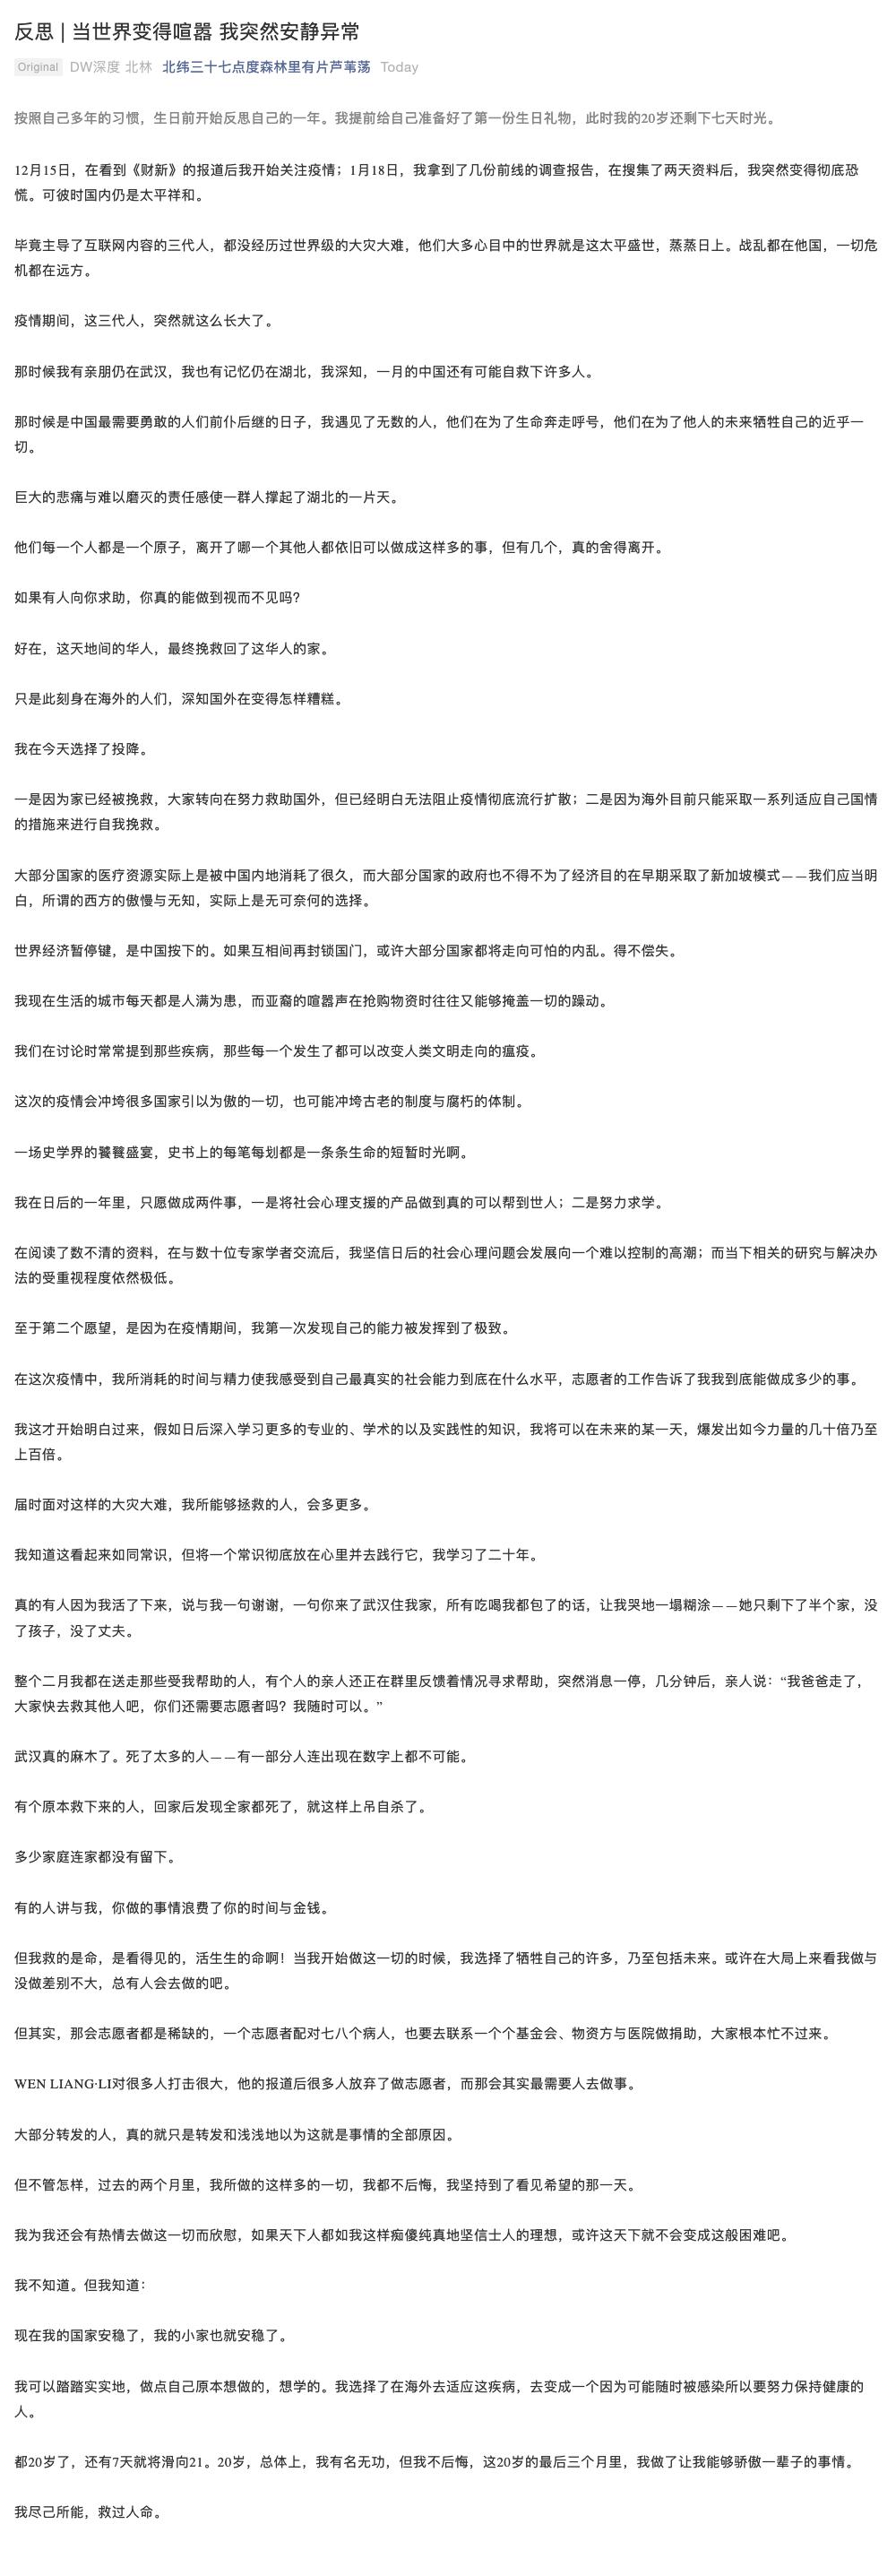 反思 | 当世界变得喧嚣 我突然安静异常
Original DW深度 北林 北纬三十七点度森林里有片芦苇荡 Today
按照自己多年的习惯，生日前开始反思自己的一年。我提前给自己准备好了第一份生日礼物，此时我的20岁还剩下七天时光。
12月15日，在看到《财新》的报道后我开始关注疫情；1月18日，我拿到了几份前线的调查报告，在搜集了两天资料后，我突然变得彻底恐
慌。可彼时国内仍是太平祥和。
毕竟主导了互联网内容的三代人，都没经历过世界级的大灾大难，他们大多心目中的世界就是这太平盛世，蒸蒸日上。战乱都在他国，一切危
机都在远方。
疫情期间，这三代人，突然就这么长大了。
那时候我有亲朋仍在武汉，我也有记忆仍在湖北，我深知，一月的中国还有可能自救下许多人。
那时候是中国最需要勇敢的人们前仆后继的日子，我遇见了无数的人，他们在为了生命奔走呼号，他们在为了他人的未来牺牲自己的近乎一
切。
巨大的悲痛与难以磨灭的责任感使一群人撑起了湖北的一片天。
他们每一个人都是一个原子，离开了哪一个其他人都依旧可以做成这样多的事，但有几个，真的舍得离开。
如果有人向你求助，你真的能做到视而不见吗？
好在，这天地间的华人，最终挽救回了这华人的家。
只是此刻身在海外的人们，深知国外在变得怎样糟糕。
我在今天选择了投降。
一是因为家已经被挽救，大家转向在努力救助国外，但已经明白无法阻止疫情彻底流行扩散；二是因为海外目前只能采取一系列适应自己国情
的措施来进行自我挽救。
大部分国家的医疗资源实际上是被中国内地消耗了很久，而大部分国家的政府也不得不为了经济目的在早期采取了新加坡模式——我们应当明
白，所谓的西方的傲慢与无知，实际上是无可奈何的选择。
世界经济暂停键，是中国按下的。如果互相间再封锁国门，或许大部分国家都将走向可怕的内乱。得不偿失。
我现在生活的城市每天都是人满为患，而亚裔的喧嚣声在抢购物资时往往又能够掩盖一切的躁动。
我们在讨论时常常提到那些疾病，那些每一个发生了都可以改变人类文明走向的瘟疫。
这次的疫情会冲垮很多国家引以为傲的一切，也可能冲垮古老的制度与腐朽的体制。
一场史学界的饕餮盛宴，史书上的每笔每划都是一条条生命的短暂时光啊。
我在日后的一年里，只愿做成两件事，一是将社会心理支援的产品做到真的可以帮到世人；二是努力求学。
在阅读了数不清的资料，在与数十位专家学者交流后，我坚信日后的社会心理问题会发展向一个难以控制的高潮；而当下相关的研究与解决办
法的受重视程度依然极低。
至于第二个愿望，是因为在疫情期间，我第一次发现自己的能力被发挥到了极致。
在这次疫情中，我所消耗的时间与精力使我感受到自己最真实的社会能力到底在什么水平，志愿者的工作告诉了我我到底能做成多少的事。
我这才开始明白过来，假如日后深入学习更多的专业的、学术的以及实践性的知识，我将可以在未来的某一天，爆发出如今力量的几十倍乃至
上百倍。
届时面对这样的大灾大难，我所能够拯救的人，会多更多。
我知道这看起来如同常识，但将一个常识彻底放在心里并去践行它，我学习了二十年。
真的有人因为我活了下来，说与我一句谢谢，一句你来了武汉住我家，所有吃喝我都包了的话，让我哭地一塌糊涂——她只剩下了半个家，没
了孩子，没了丈夫。
整个二月我都在送走那些受我帮助的人，有个人的亲人还正在群里反馈着情况寻求帮助，突然消息一停，几分钟后，亲人说：“我爸爸走了，
大家快去救其他人吧，你们还需要志愿者吗？我随时可以。”
武汉真的麻木了。死了太多的人——有一部分人连出现在数字上都不可能。
有个原本救下来的人，回家后发现全家都死了，就这样上吊自杀了。
多少家庭连家都没有留下。
有的人讲与我，你做的事情浪费了你的时间与金钱。
但我救的是命，是看得见的，活生生的命啊！当我开始做这一切的时候，我选择了牺牲自己的许多，乃至包括未来。或许在大局上来看我做与
没做差别不大，总有人会去做的吧。
但其实，那会志愿者都是稀缺的，一个志愿者配对七八个病人，也要去联系一个个基金会、物资方与医院做捐助，大家根本忙不过来。
WEN LIANG·LI对很多人打击很大，他的报道后很多人放弃了做志愿者，而那会其实最需要人去做事。
大部分转发的人，真的就只是转发和浅浅地以为这就是事情的全部原因。
但不管怎样，过去的两个月里，我所做的这样多的一切，我都不后悔，我坚持到了看见希望的那一天。
我为我还会有热情去做这一切而欣慰，如果天下人都如我这样痴傻纯真地坚信士人的理想，或许这天下就不会变成这般困难吧。
我不知道。但我知道：
现在我的国家安稳了，我的小家也就安稳了。
我可以踏踏实实地，做点自己原本想做的，想学的。我选择了在海外去适应这疾病，去变成一个因为可能随时被感染所以要努力保持健康的
人。
都20岁了，还有7天就将滑向21。20岁，总体上，我有名无功，但我不后悔，这20岁的最后三个月里，我做了让我能够骄傲一辈子的事情。
我尽己所能，救过人命。